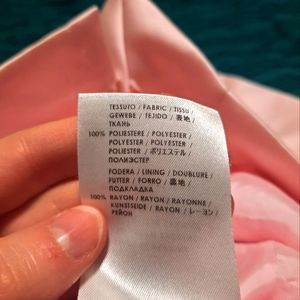 TESSUTO / FABRIC / TISSU /
GEWEBE / TEJIDO / 表地 /
ТКАНЬ
100% POLIESTERE / POLYESTER /
POLYESTER / POLYESTER
POLIESTER / ポリエステル /
ПОЛИЭСТЕР
FODERA / LINING / DOUBLURE /
FUTTER / FORRO / 裏地 /
ПОДКЛАДКА
100% RAYON / RAYON / RAYONNE /
KUNSTSEIDE / RAYON / レーヨン /
РЕЙОН